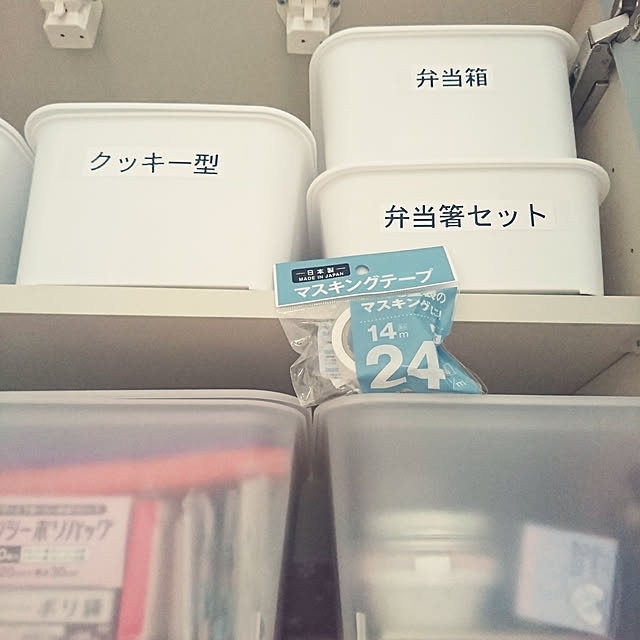 弁当箱
クッキー型
弁当箸セット
日本製
MADE IN JAPAN
マスキングテープ
マスキングに
14
m
24
ポリ袋